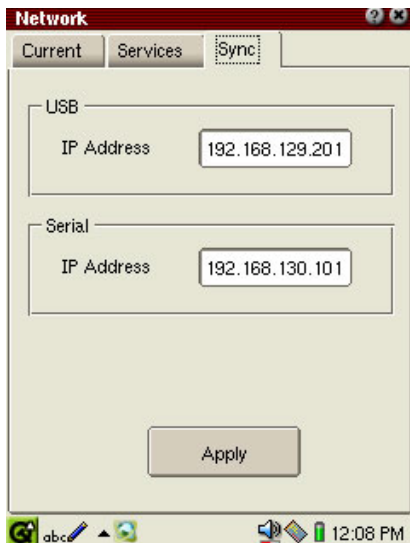 Network
Current Services Sync
USB
IP Address 192.168.129.201
Serial
IP Address 192.168.130.101
Apply
abc 12:08 PM